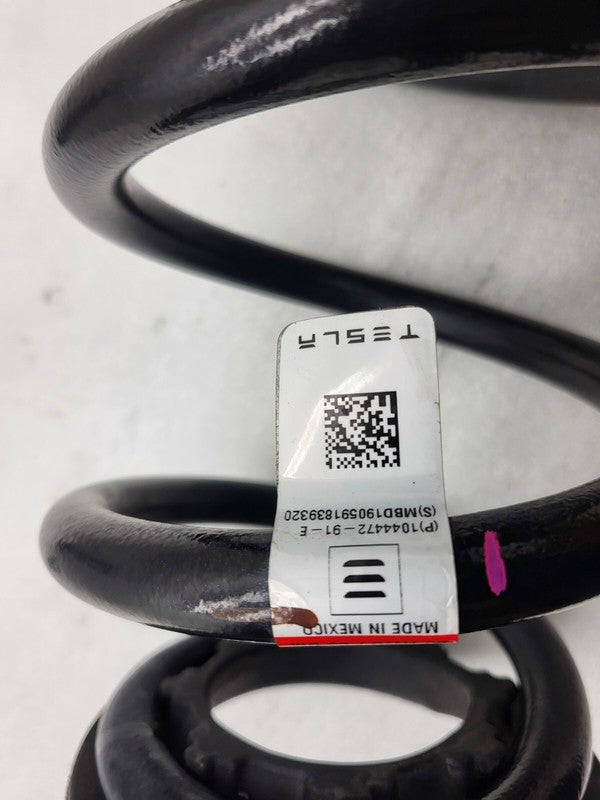 MADE IN MEXICO
(P)1044472-91-E
(S)MBD190591839320
TESLA